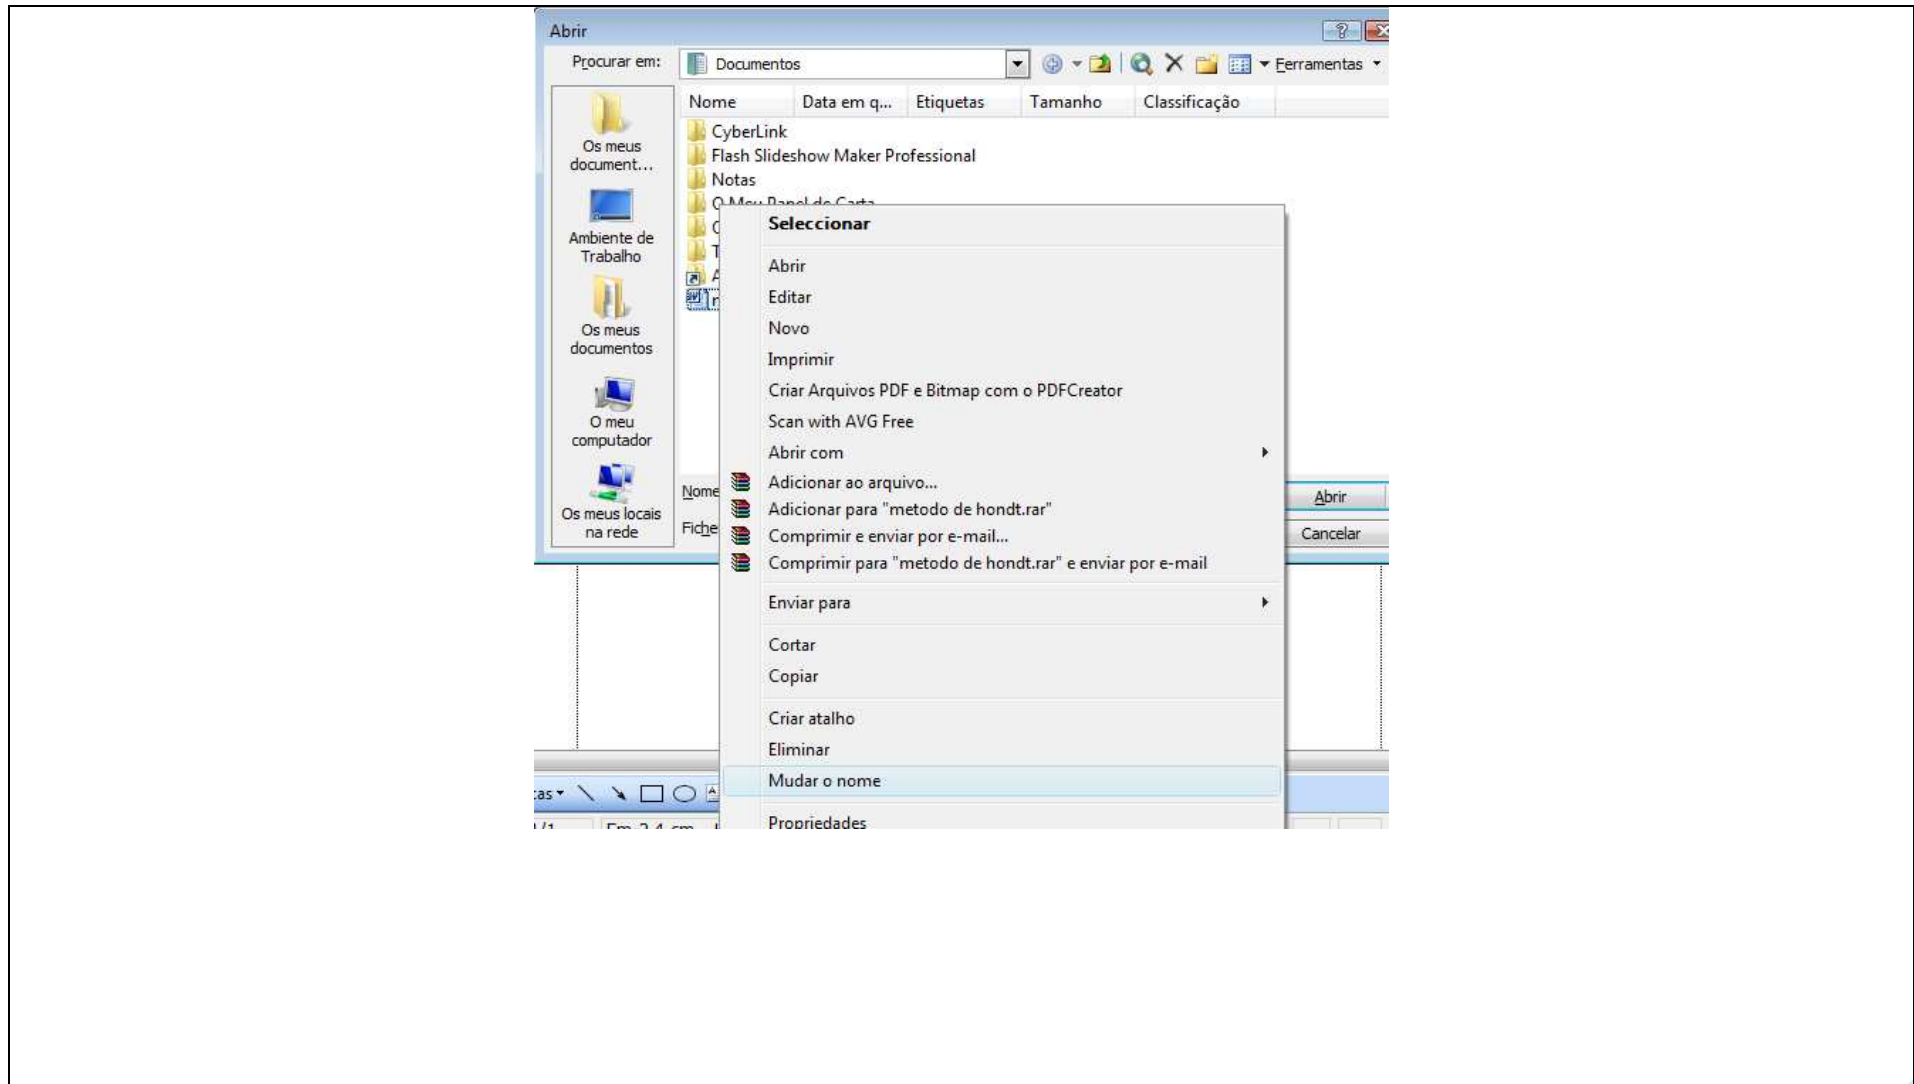 Abrir
Procurar em:
Documentos
Ferramentas
Nome Data em q... Etiquetas Tamanho Classificação
Os meus
document...
Ambiente de
Trabalho
Os meus
documentos
O meu
computador
Os meus locais
na rede
CyberLink
Flash Slideshow Maker Professional
Notas
O Meu Papel de Carta
Seleccionar
Abrir
Editar
Novo
Imprimir
Criar Arquivos PDF e Bitmap com o PDFCreator
Scan with AVG Free
Abrir com
Adicionar ao arquivo...
Adicionar para "metodo de hondt.rar"
Comprimir e enviar por e-mail...
Comprimir para "metodo de hondt.rar" e enviar por e-mail
Enviar para
Cortar
Copiar
Criar atalho
Eliminar
Mudar o nome
Propriedades
Nome
Abrir
Cancelar